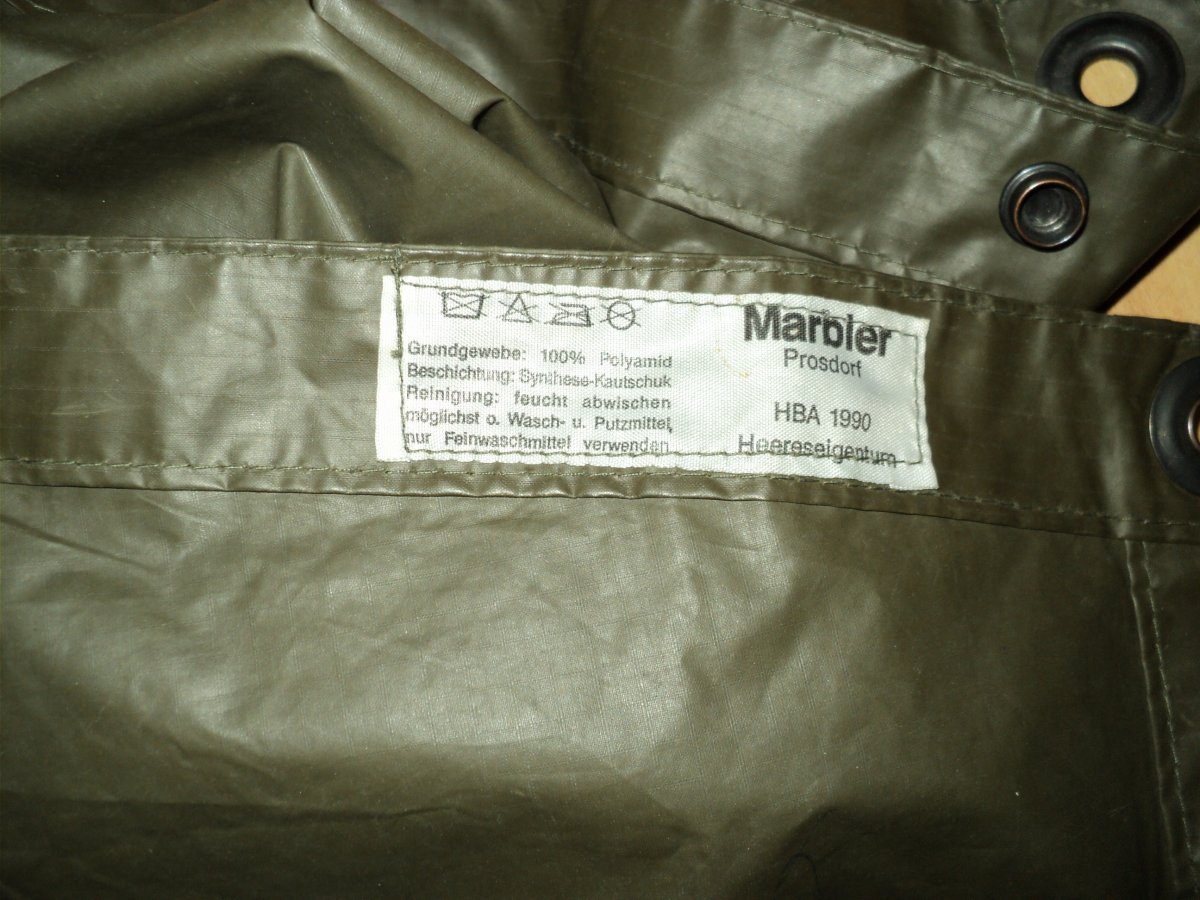 Grundgewebe: 100% Polyamid
Beschichtung: Synthese-Kautschuk
Reinigung: feucht abwischen
möglichst o. Wasch- u. Putzmittel,
nur Feinwaschmittel verwenden
Marbler
Prosdorf
HBA 1990
Heereseigentum